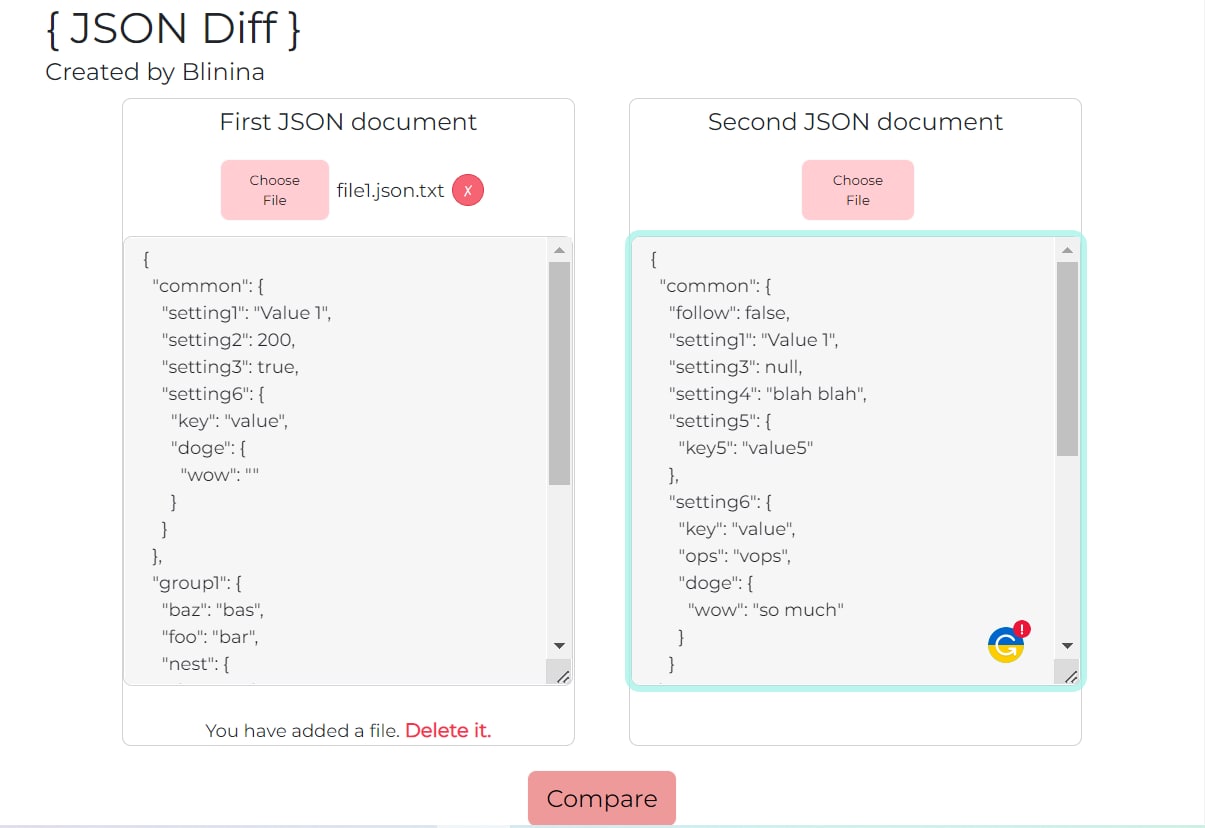 { JSON Diff }
Created by Blinina
First JSON document
Choose
File
file1.json.txt X
{
"common": {
"setting1": "Value 1",
"setting2": 200,
"setting3": true,
"setting6": {
"key": "value",
"doge": {
"wow": ""
}
}
},
"group1": {
"baz": "bas",
"foo": "bar",
"nest": {
You have added a file. Delete it.
Second JSON document
Choose
File
{
"common": {
"follow": false,
"setting1": "Value 1",
"setting3": null,
"setting4": "blah blah",
"setting5": {
"key5": "value5"
},
"setting6": {
"key": "value",
"ops": "vops",
"doge": {
"wow": "so much"
}
}
G !
Compare